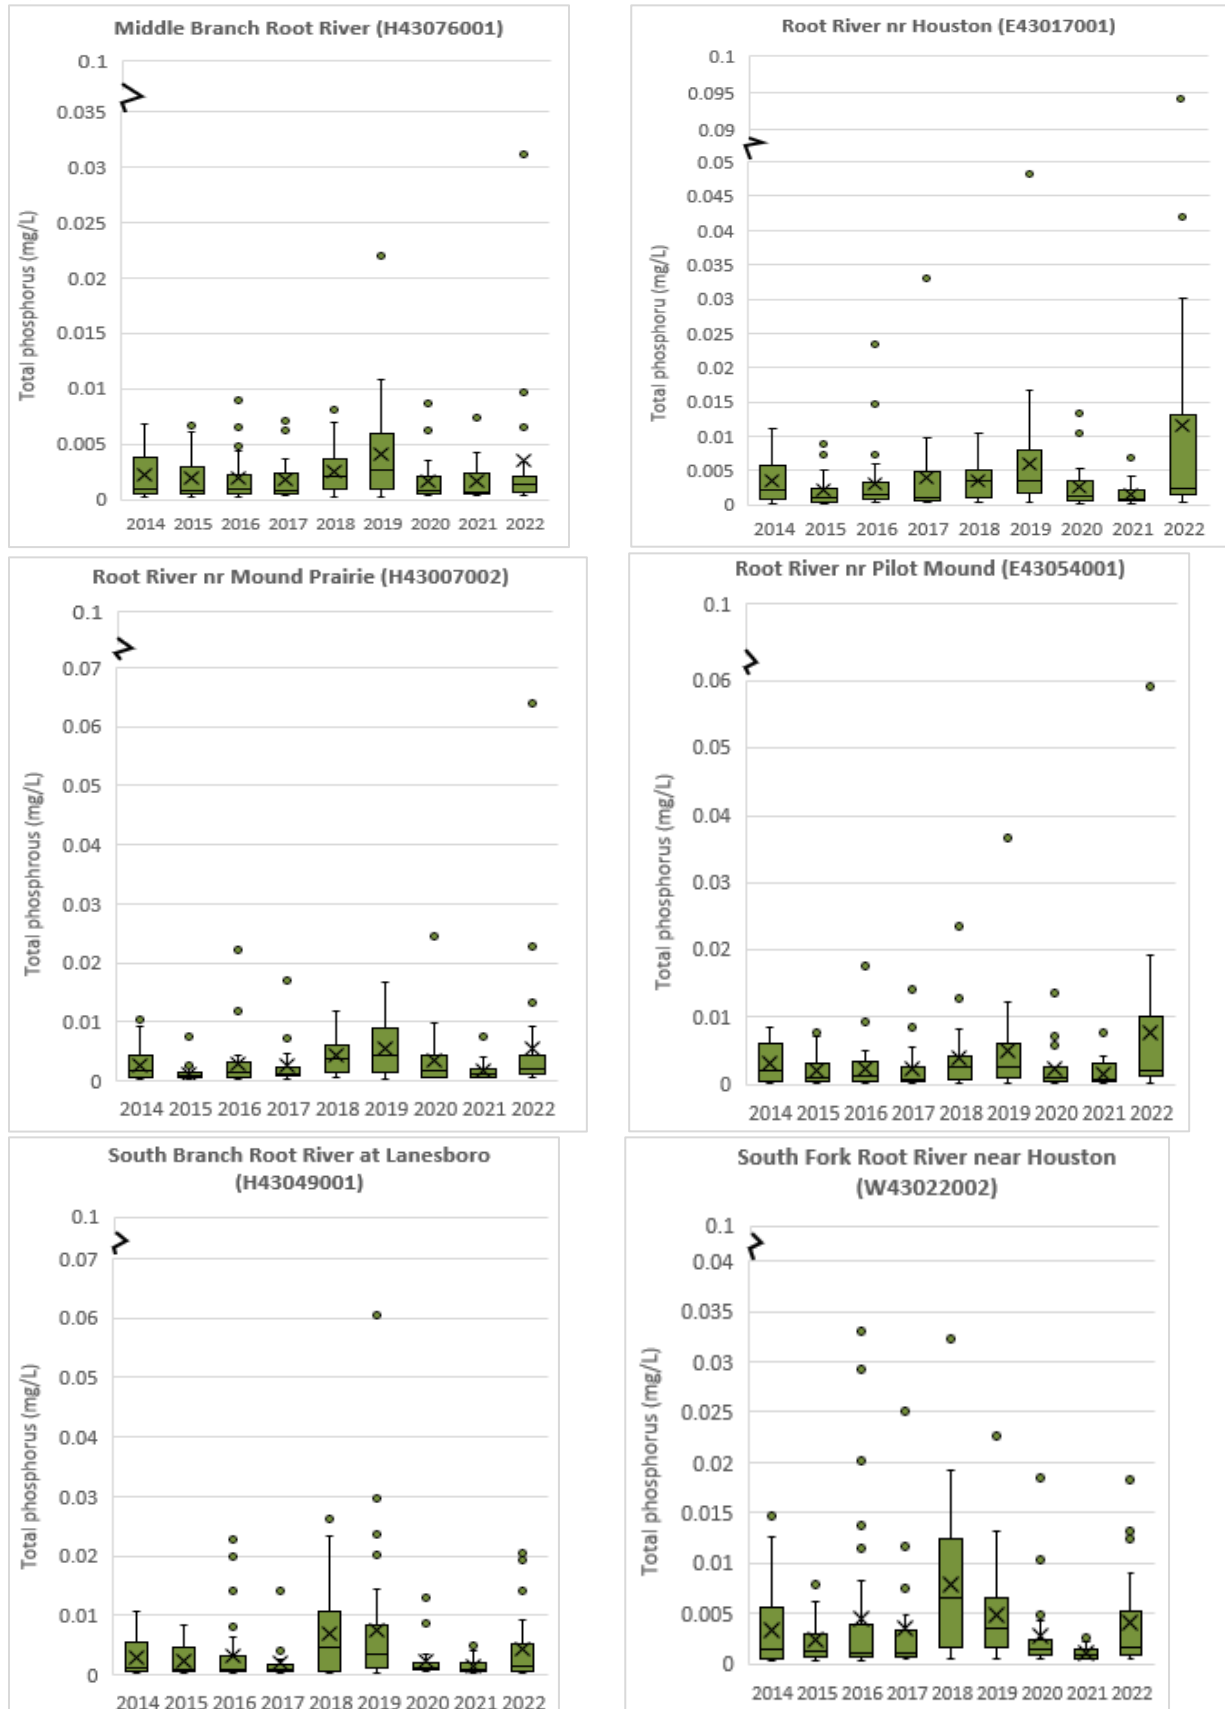 Middle Branch Root River (H43076001)
0.1
0.035
0.03
0.025
0.02
0.015
0.01
0.005
0
Total phosphorus (mg/L)
2014 2015 2016 2017 2018 2019 2020 2021 2022
Root River nr Houston (E43017001)
0.1
0.095
0.09
0.05
0.045
0.04
0.035
0.03
0.025
0.02
0.015
0.01
0.005
0
Total phosphoru (mg/L)
2014 2015 2016 2017 2018 2019 2020 2021 2022
Root River nr Mound Prairie (H43007002)
0.1
0.07
0.06
0.05
0.04
0.03
0.02
0.01
0
Total phosphrous (mg/L)
2014 2015 2016 2017 2018 2019 2020 2021 2022
Root River nr Pilot Mound (E43054001)
0.1
0.06
0.05
0.04
0.03
0.02
0.01
0
Total phosphorus (mg/L)
2014 2015 2016 2017 2018 2019 2020 2021 2022
South Branch Root River at Lanesboro
(H43049001)
0.1
0.07
0.06
0.05
0.04
0.03
0.02
0.01
0
Total phosphorus (mg/L)
2014 2015 2016 2017 2018 2019 2020 2021 2022
South Fork Root River near Houston
(W43022002)
0.1
0.04
0.035
0.03
0.025
0.02
0.015
0.01
0.005
0
Total phosphorus (mg/L)
2014 2015 2016 2017 2018 2019 2020 2021 2022